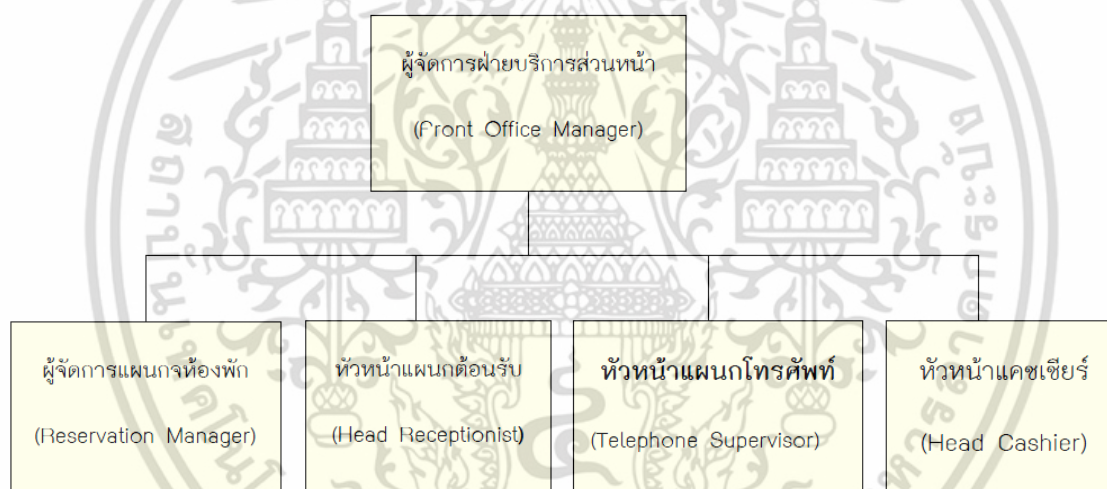 ผู้จัดการฝ่ายบริการส่วนหน้า
(Front Office Manager)
ผู้จัดการแผนกจห้องพัก
(Reservation Manager)
หัวหน้าแผนกต้อนรับ
(Head Receptionist)
หัวหน้าแผนกโทรศัพท์
(Telephone Supervisor)
หัวหน้าแคชเชียร์
(Head Cashier)